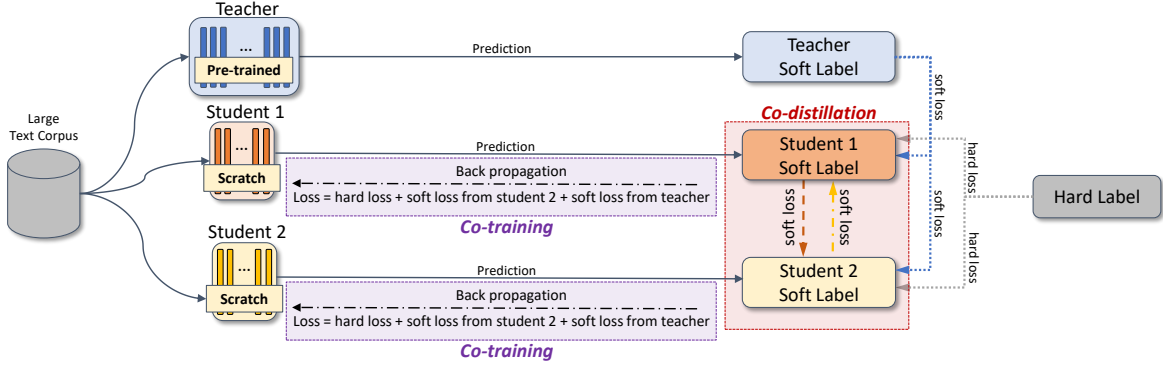 Teacher
...
Pre-trained
Prediction
Teacher
Soft Label
soft loss
Large
Text Corpus
Student 1
...
Scratch
Prediction
Back propagation
Loss = hard loss + soft loss from student 2 + soft loss from teacher
Co-training
Co-distillation
Student 1
Soft Label
soft loss
soft loss
hard loss
Hard Label
soft loss
hard loss
Student 2
...
Scratch
Prediction
Back propagation
Loss = hard loss + soft loss from student 2 + soft loss from teacher
Co-training
Student 2
Soft Label